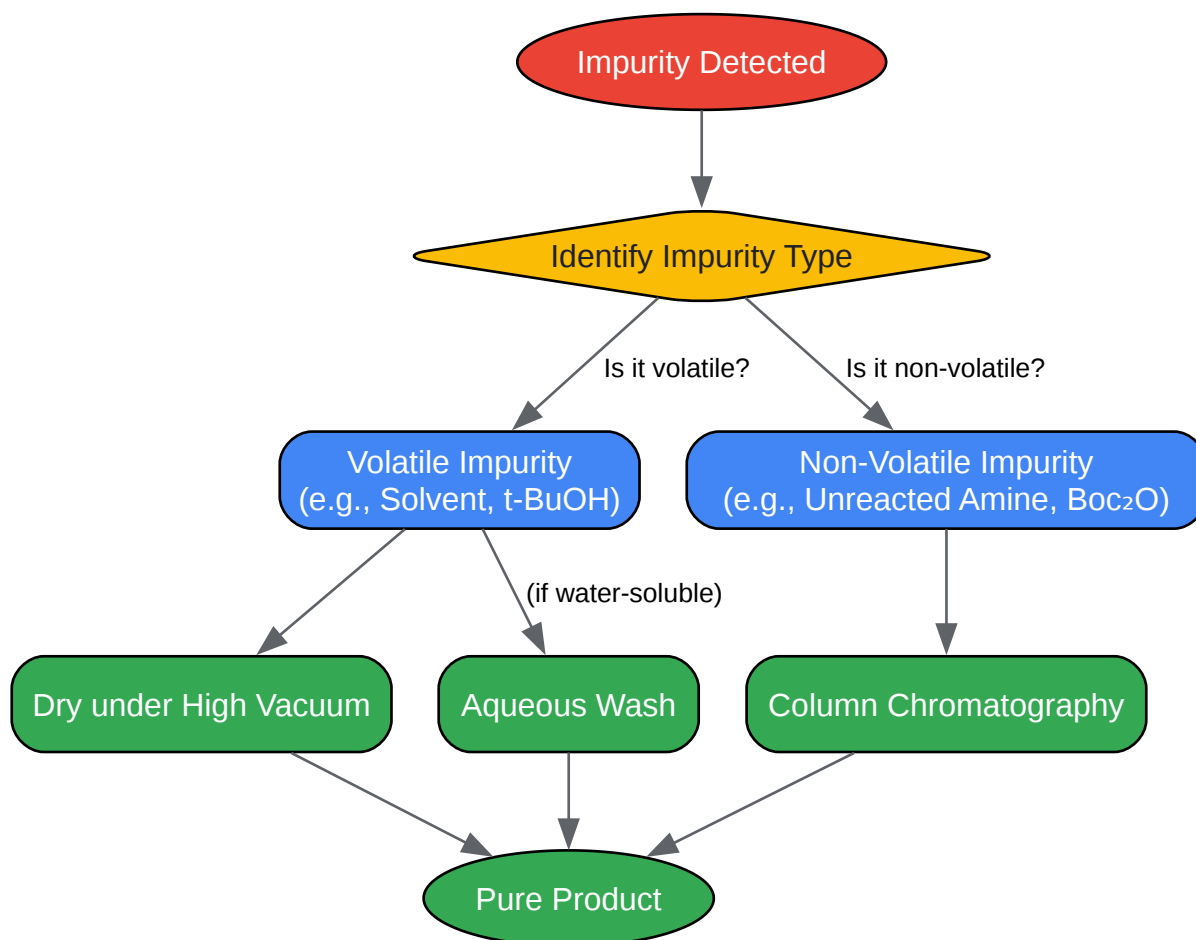 Impurity Detected
Identify Impurity Type
Is it volatile?
Is it non-volatile?
Volatile Impurity
(e.g., Solvent, t-BuOH)
Non-Volatile Impurity
(e.g., Unreacted Amine, Boc₂O)
(if water-soluble)
Dry under High Vacuum
Aqueous Wash
Column Chromatography
Pure Product